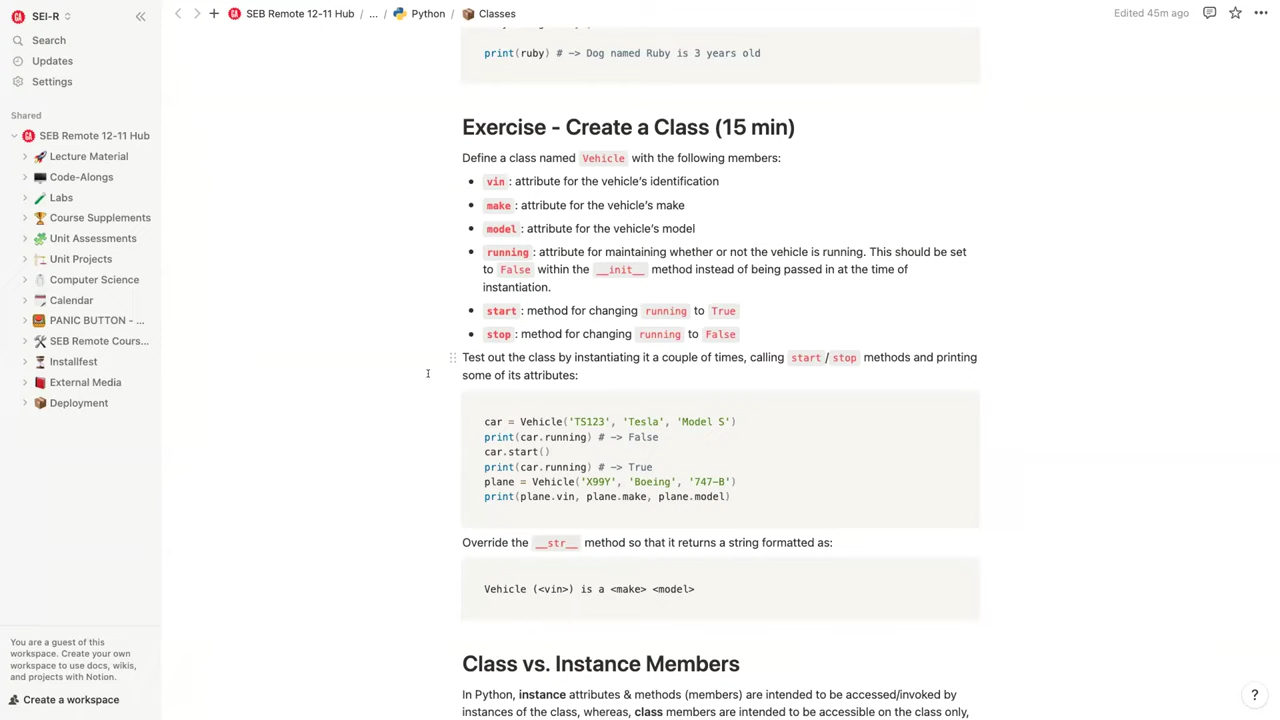 SEI-R
Search
Updates
Settings
Shared
SEB Remote 12-11 Hub
Lecture Material
Code-Alongs
Labs
Course Supplements
Unit Assessments
Unit Projects
Computer Science
Calendar
PANIC BUTTON - ...
SEB Remote Cours...
Installfest
External Media
Deployment
You are a guest of this
workspace. Create your own
workspace to use docs, wikis,
and projects with Notion.
Create a workspace
SEB Remote 12-11 Hub / ... / Python / Classes
Edited 45m ago
print(ruby) # -> Dog named Ruby is 3 years old
Exercise - Create a Class (15 min)
Define a class named Vehicle with the following members:
• vin : attribute for the vehicle's identification
• make : attribute for the vehicle's make
• model : attribute for the vehicle's model
• running : attribute for maintaining whether or not the vehicle is running. This should be set
to False within the __init__ method instead of being passed in at the time of
instantiation.
• start : method for changing running to True
• stop : method for changing running to False
Test out the class by instantiating it a couple of times, calling start / stop methods and printing
some of its attributes:
car = Vehicle('TS123', 'Tesla', 'Model S')
print(car.running) # -> False
car.start()
print(car.running) # -> True
plane = Vehicle('X99Y', 'Boeing', '747-B')
print(plane.vin, plane.make, plane.model)
Override the __str__ method so that it returns a string formatted as:
Vehicle (<vin>) is a <make> <model>
Class vs. Instance Members
In Python, instance attributes & methods (members) are intended to be accessed/invoked by
instances of the class, whereas, class members are intended to be accessible on the class only,
?